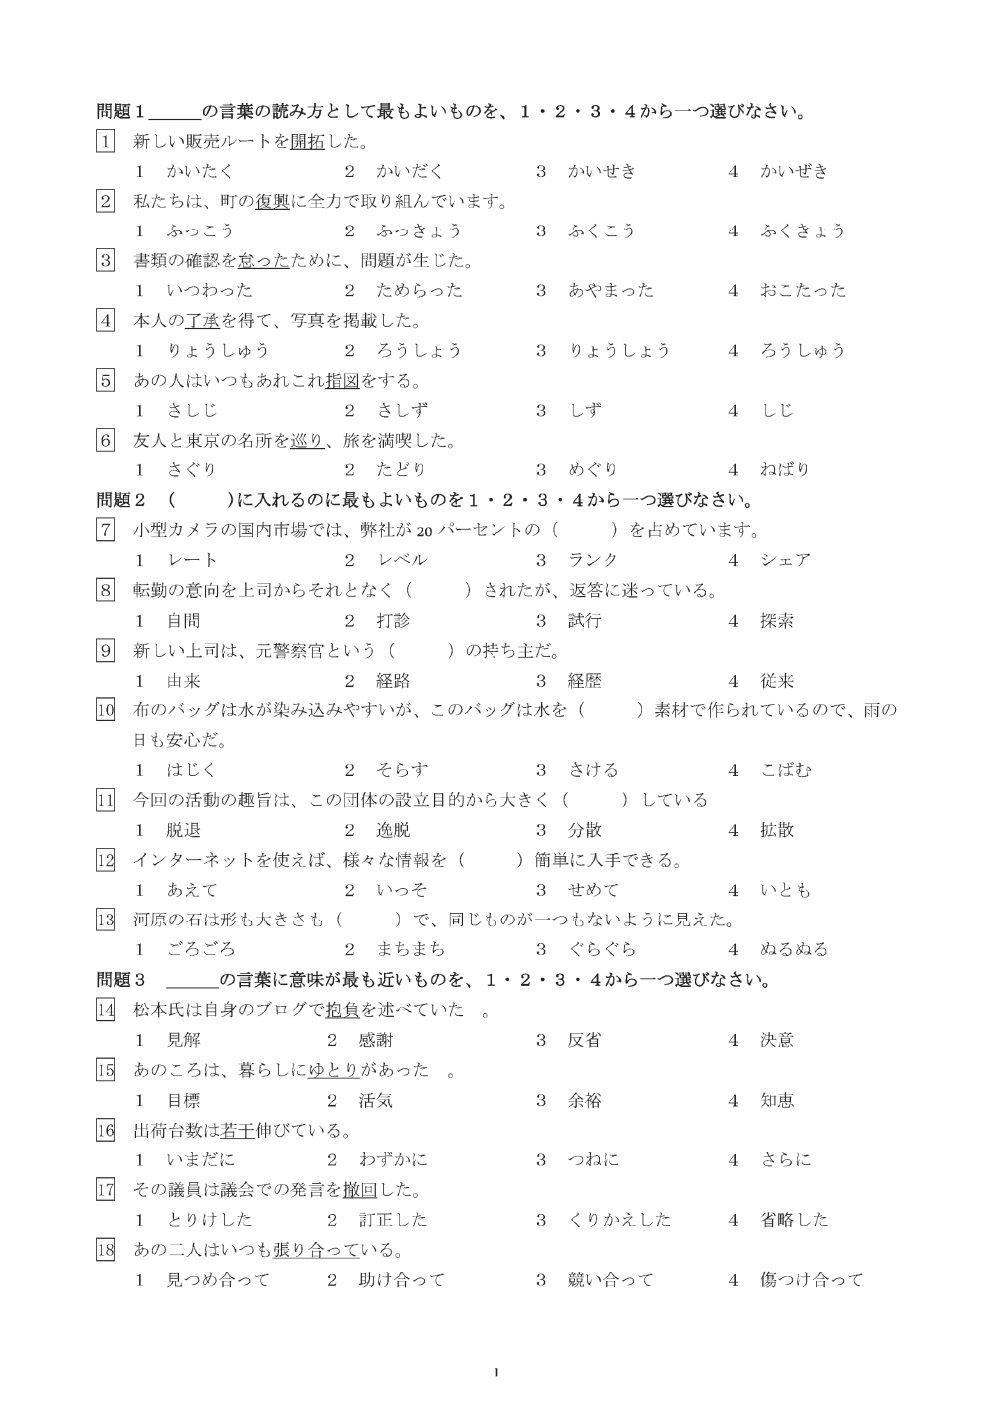 問題１______の言葉の読み方として最もよいものを、１・２・３・４から一つ選びなさい。
1 新しい販売ルートを開拓した。
1 かいたく 2 かいだく 3 かいせき 4 かいぜき
2 私たちは、町の復興に全力で取り組んでいます。
1 ふっこう 2 ふっきょう 3 ふくこう 4 ふくきょう
3 書類の確認を怠ったために、問題が生じた。
1 いつわった 2 ためらった 3 あやまった 4 おこたった
4 本人の了承を得て、写真を掲載した。
1 りょうしゅう 2 ろうしょう 3 りょうしょう 4 ろうしゅう
5 あの人はいつもあれこれ指図をする。
1 さしじ 2 さしず 3 しず 4 しじ
6 友人と東京の名所を巡り、旅を満喫した。
1 さぐり 2 たどり 3 めぐり 4 ねばり
問題２ （　　　）に入れるのに最もよいものを１・２・３・４から一つ選びなさい。
7 小型カメラの国内市場では、弊社が 20 パーセントの（　　　）を占めています。
1 レート 2 レベル 3 ランク 4 シェア
8 転勤の意向を上司からそれとなく（　　　）されたが、返答に迷っている。
1 自問 2 打診 3 試行 4 探索
9 新しい上司は、元警察官という（　　　）の持ち主だ。
1 由来 2 経路 3 経歴 4 従来
10 布のバッグは水が染み込みやすいが、このバッグは水を（　　　）素材で作られているので、雨の
日も安心だ。
1 はじく 2 そらす 3 さける 4 こばむ
11 今回の活動の趣旨は、この団体の設立目的から大きく（　　　）している
1 脱退 2 逸脱 3 分散 4 拡散
12 インターネットを使えば、様々な情報を（　　　）簡単に入手できる。
1 あえて 2 いっそ 3 せめて 4 いとも
13 河原の石は形も大きさも（　　　）で、同じものが一つもないように見えた。
1 ごろごろ 2 まちまち 3 ぐらぐら 4 ぬるぬる
問題３ ______の言葉に意味が最も近いものを、１・２・３・４から一つ選びなさい。
14 松本氏は自身のブログで抱負を述べていた　。
1 見解 2 感謝 3 反省 4 決意
15 あのころは、暮らしにゆとりがあった　。
1 目標 2 活気 3 余裕 4 知恵
16 出荷台数は若干伸びている。
1 いまだに 2 わずかに 3 つねに 4 さらに
17 その議員は議会での発言を撤回した。
1 とりけした 2 訂正した 3 くりかえした 4 省略した
18 あの二人はいつも張り合っている。
1 見つめ合って 2 助け合って 3 競い合って 4 傷つけ合って
1